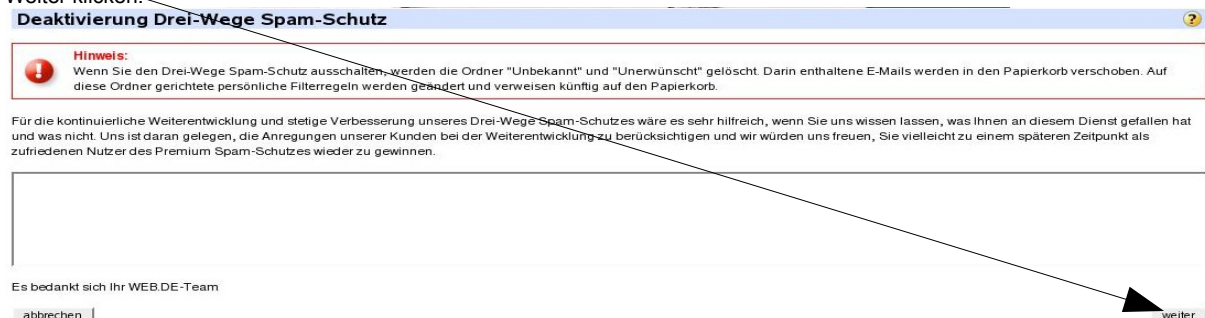 Weiter klicken.
Deaktivierung Drei-Wege Spam-Schutz
Hinweis:
Wenn Sie den Drei-Wege Spam-Schutz ausschalten, werden die Ordner "Unbekannt" und "Unerwünscht" gelöscht. Darin enthaltene E-Mails werden in den Papierkorb verschoben. Auf
diese Ordner gerichtete persönliche Filterregeln werden geändert und verweisen künftig auf den Papierkorb.
Für die kontinuierliche Weiterentwicklung und stetige Verbesserung unseres Drei-Wege Spam-Schutzes wäre es sehr hilfreich, wenn Sie uns wissen lassen, was Ihnen an diesem Dienst gefallen hat
und was nicht. Uns ist daran gelegen, die Anregungen unserer Kunden bei der Weiterentwicklung zu berücksichtigen und wir würden uns freuen, Sie vielleicht zu einem späteren Zeitpunkt als
zufriedenen Nutzer des Premium Spam-Schutzes wieder zu gewinnen.
Es bedankt sich Ihr WEB.DE-Team
abbrechen weiter